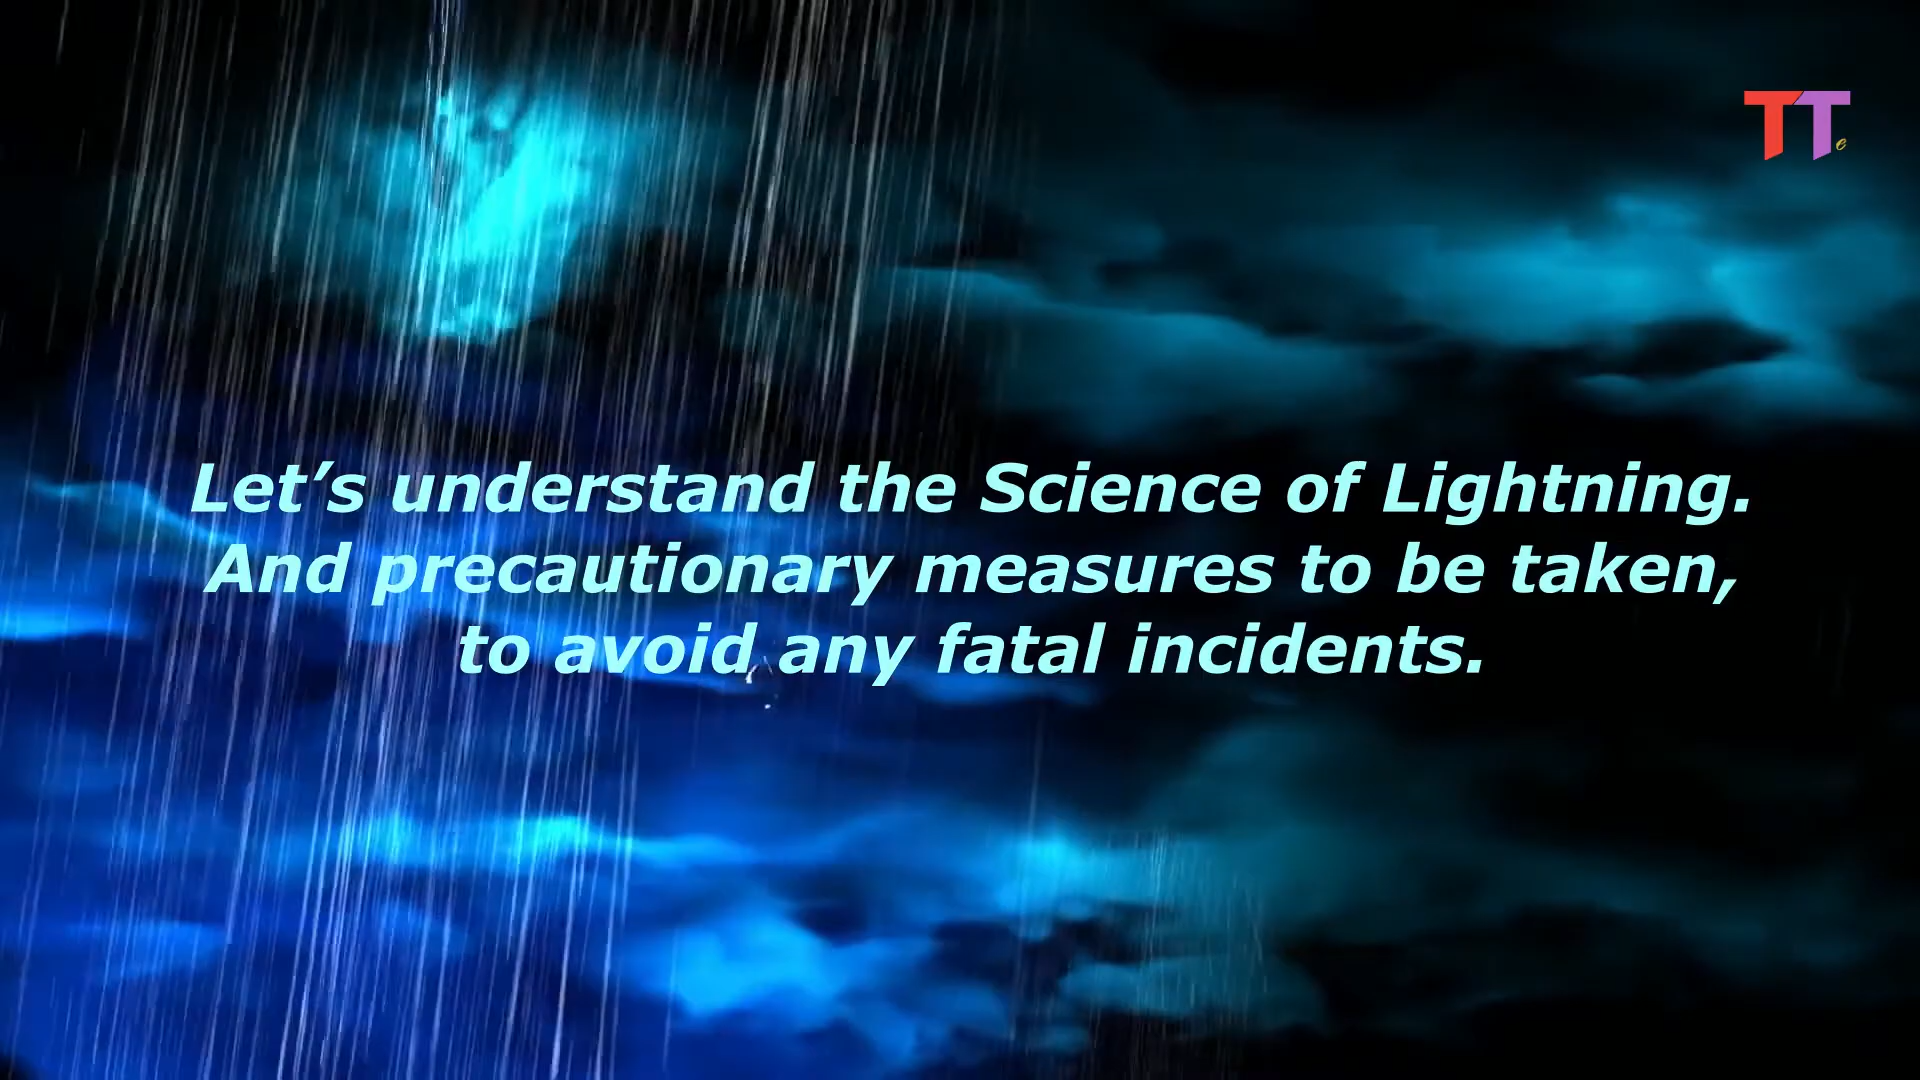 TTe
Let’s understand the Science of Lightning.
And precautionary measures to be taken,
to avoid any fatal incidents.